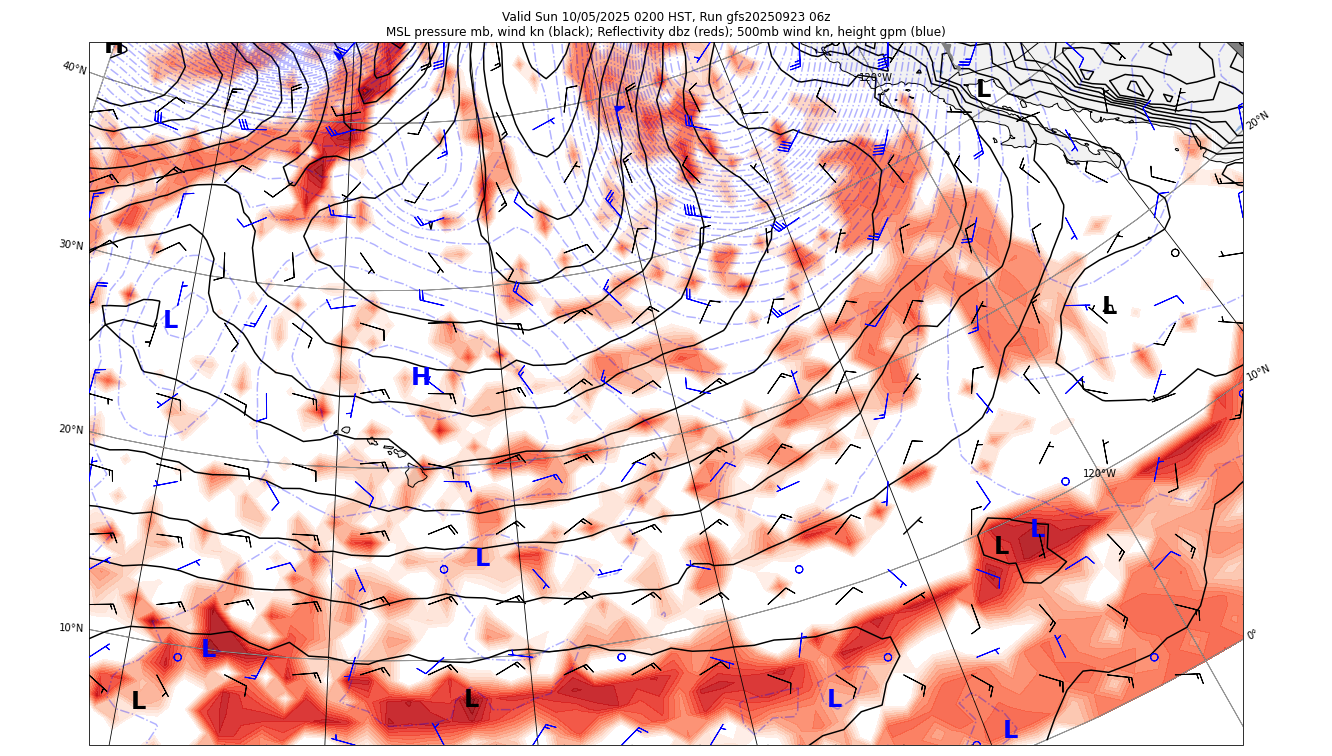 Valid Sun 10/05/2025 0200 HST, Run gfs20250923 06z
MSL pressure mb, wind kn (black); Reflectivity dbz (reds); 500mb wind kn, height gpm (blue)
H
40°N
120°W
L
20°N
30°N
L
L
H
10°N
20°N
120°W
L
L
L
10°N
0°
L
L
L
L
L